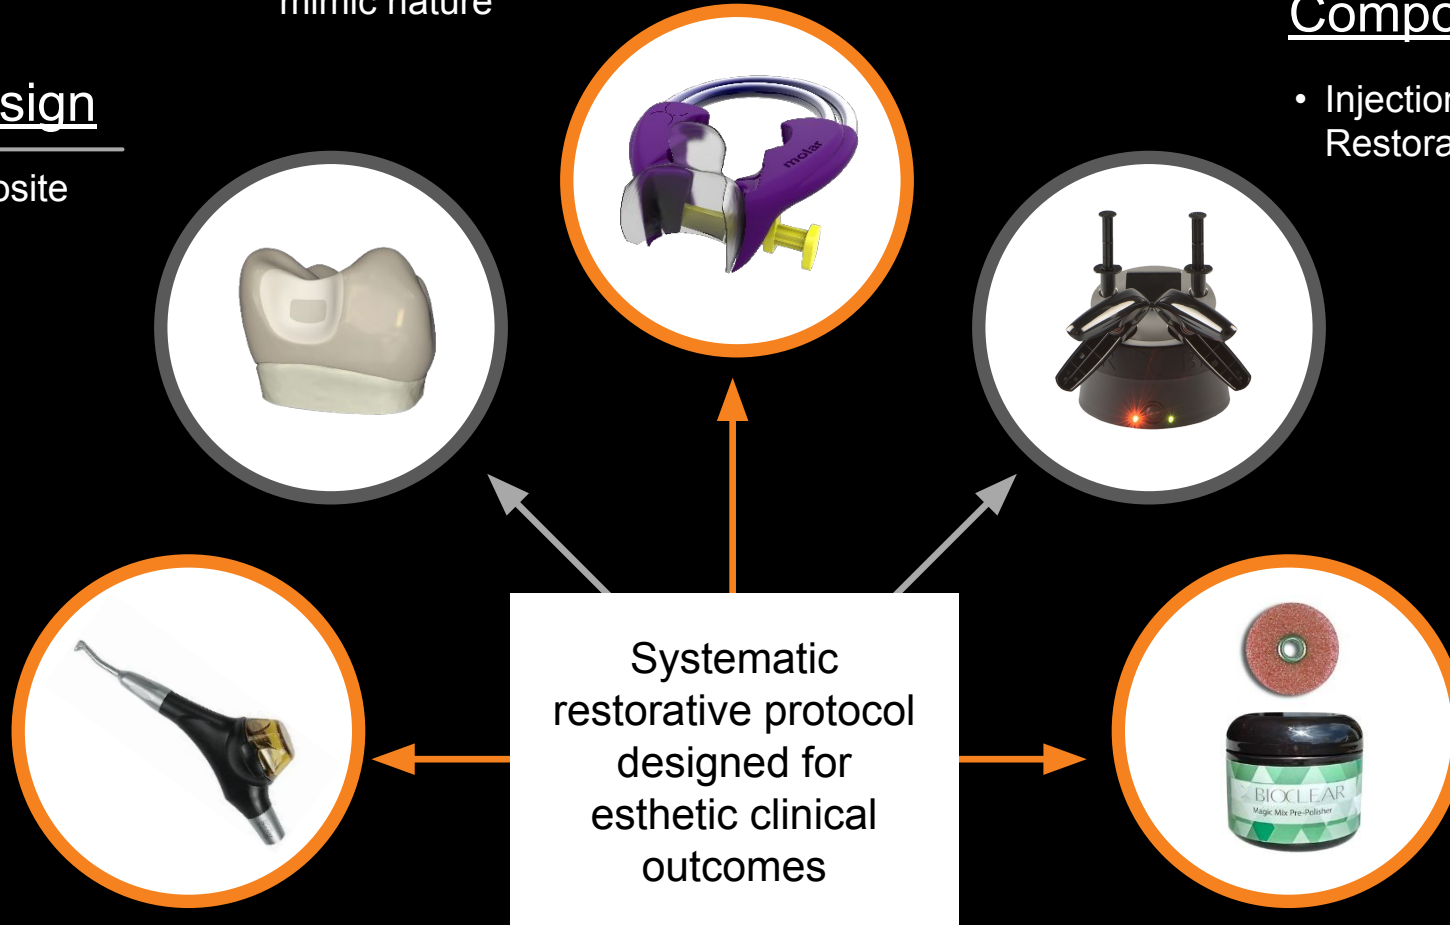 mimic nature
sign
osite
Compo
• Injection
Restora
molar
Systematic
restorative protocol
designed for
esthetic clinical
outcomes
BIOCLEAR
Magic Mix Pre-Polisher